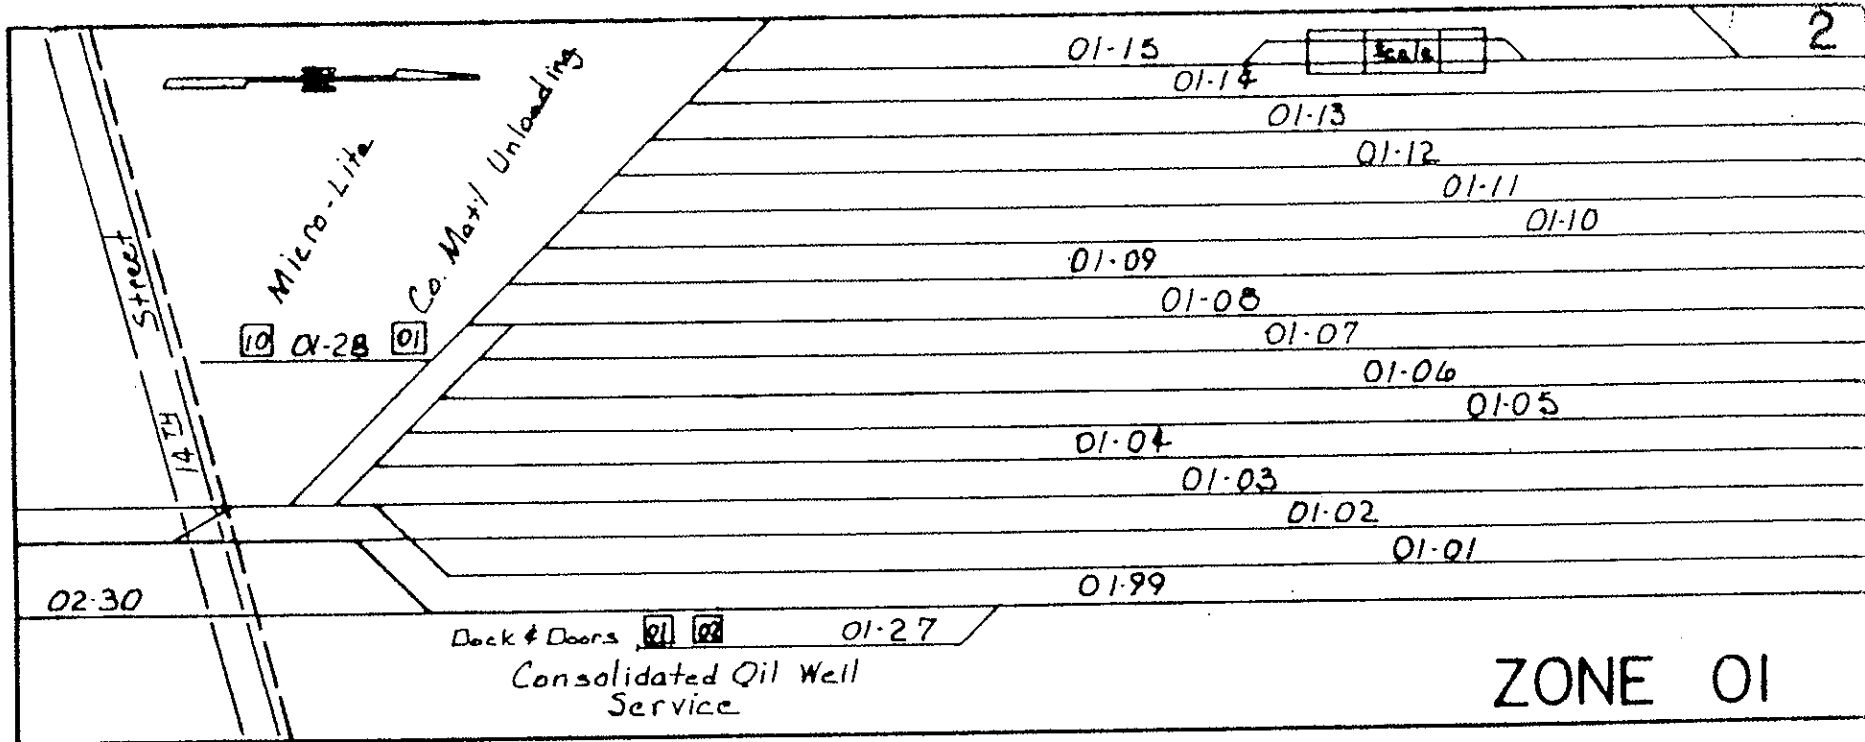 2
01-15
Scale
01-14
01-13
01-12
01-11
01-10
01-09
01-08
01-07
01-06
01-05
01-04
01-03
01-02
01-01
01-99
Micro-Lite
Co. Mat'l Unloading
10 01-28 01
14TH Street
02-30
Dock & Doors 01 02 01-27
Consolidated Oil Well
Service
ZONE 01